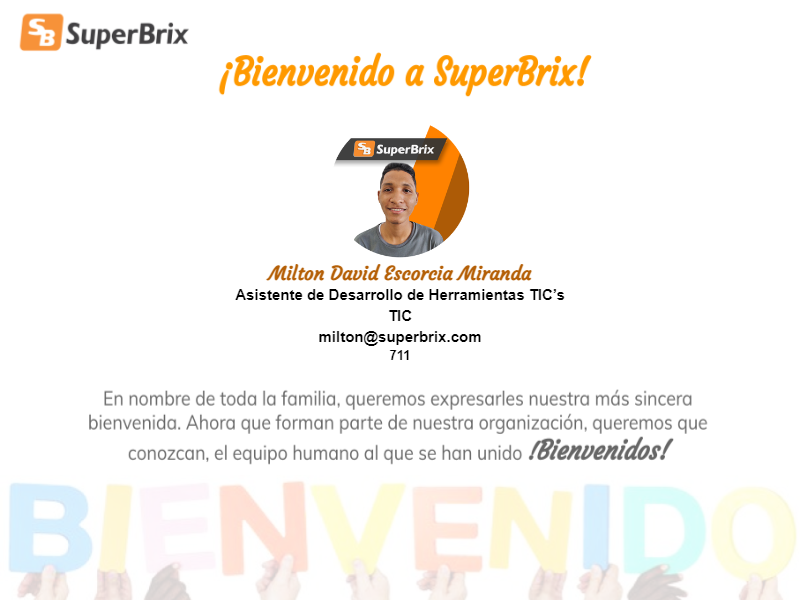 SB SuperBrix
¡Bienvenido a SuperBrix!
SB SuperBrix
Milton David Escorcia Miranda
Asistente de Desarrollo de Herramientas TIC's
TIC
milton@superbrix.com
711
En nombre de toda la familia, queremos expresarles nuestra más sincera
bienvenida. Ahora que forman parte de nuestra organización, queremos que
conozcan, el equipo humano al que se han unido !Bienvenidos!
BIENVENIDO